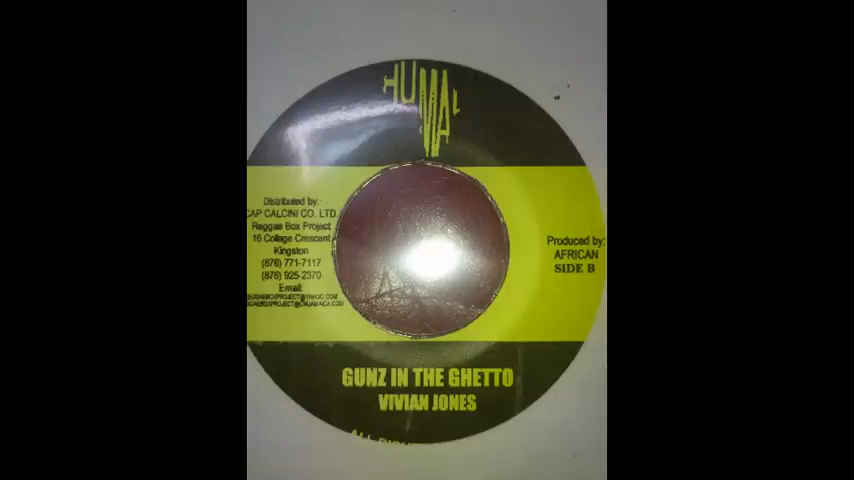 HUMAL
Distributed by:
CAP CALCINI CO. LTD.
Reggae Box Project
16 Collage Crescent
Kingston
(876) 771-7117
(876) 925-2370
Email:
Produced by:
AFRICAN
SIDE B
GUNZ IN THE GHETTO
VIVIAN JONES
ALL